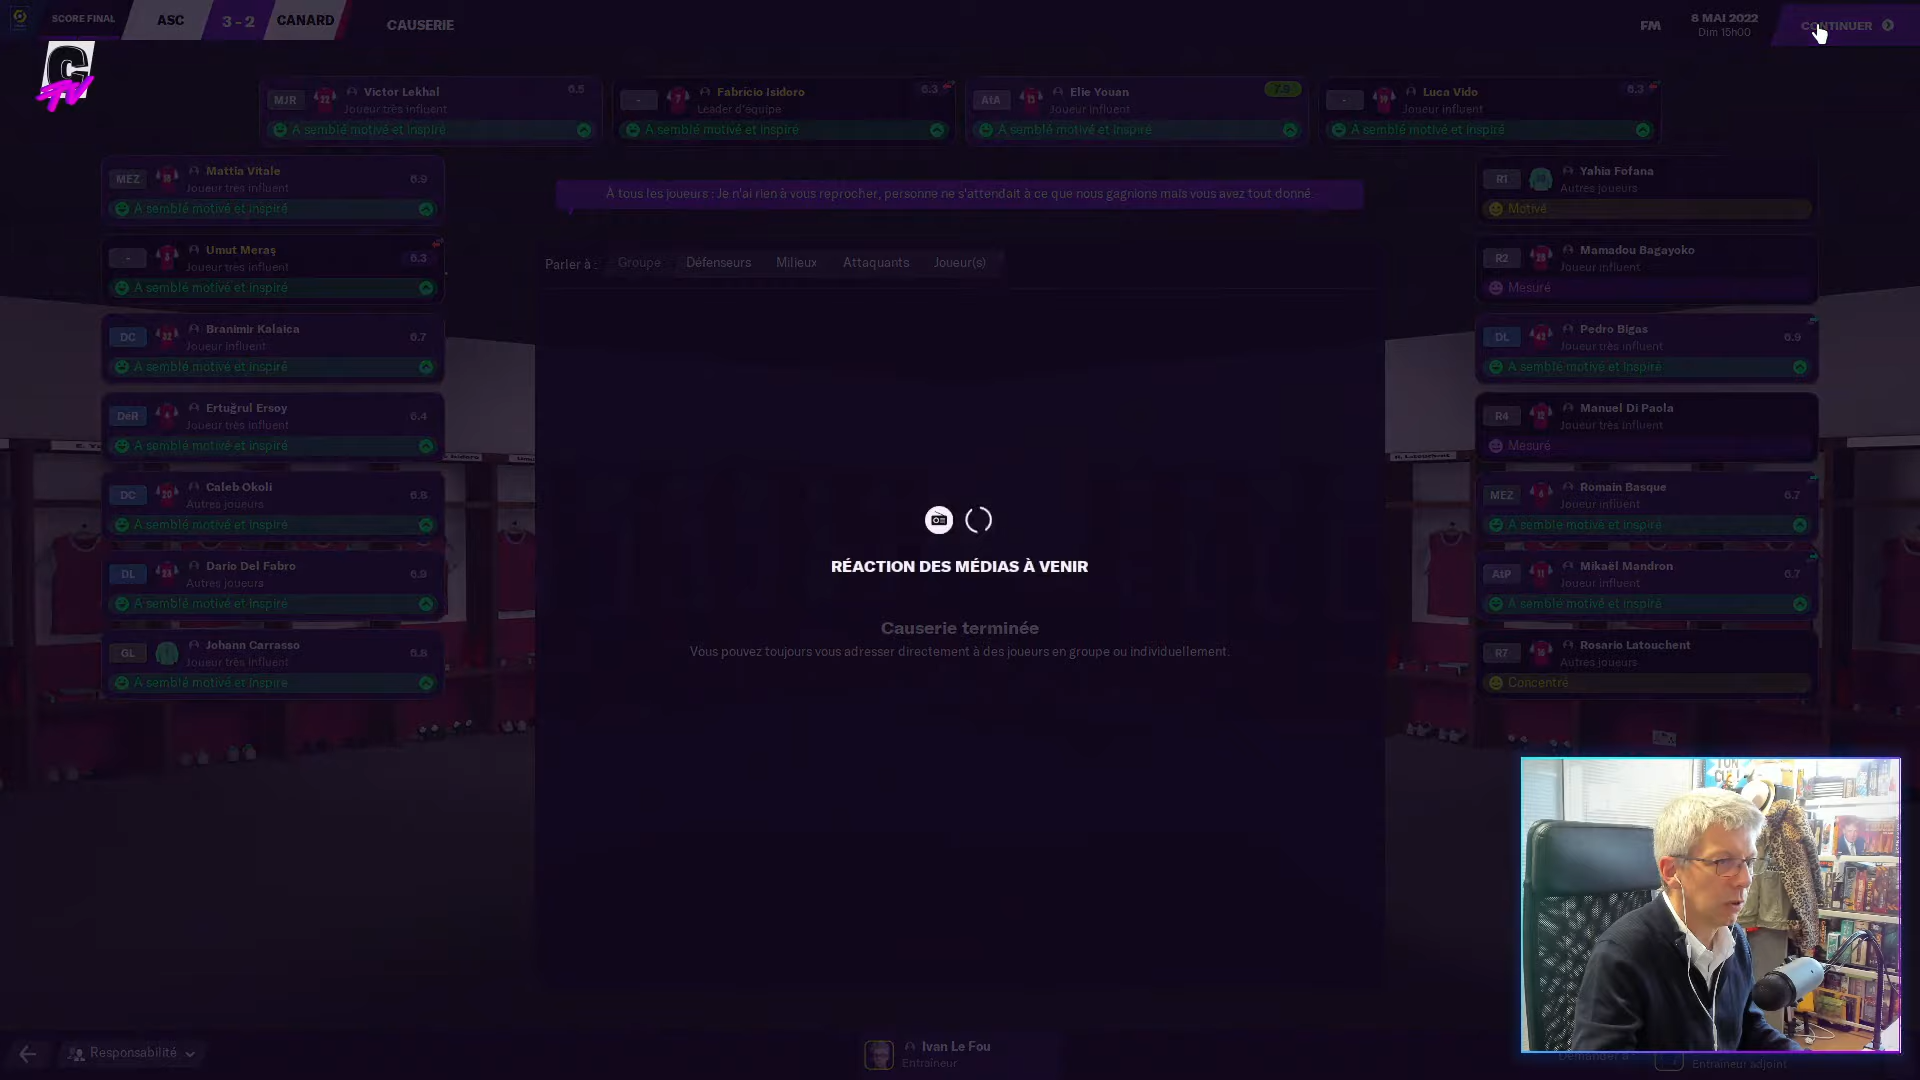 SCORE FINAL
ASC
3 - 2
CANARD
CAUSERIE
FM
8 MAI 2022
Dim 15h00
CONTINUER
C
TV
MJR
22
Victor Lekhal
6.5
Joueur très influent
A semblé motivé et inspiré
-
7
Fabrício Isidoro
6.3
Leader d'équipe
A semblé motivé et inspiré
AtA
Elie Youan
Joueur influent
A semblé motivé et inspiré
-
Luca Vido
6.3
Joueur influent
A semblé motivé et inspiré
MEZ
Mattia Vitale
6.9
Joueur très influent
A semblé motivé et inspiré
-
Umut Meraş
6.3
Joueur très influent
A semblé motivé et inspiré
DC
Branimir Kalaica
6.7
Joueur influent
A semblé motivé et inspiré
DéR
Ertuğrul Ersoy
6.4
Joueur très influent
A semblé motivé et inspiré
DC
20
Caleb Okoli
6.8
Autres joueurs
A semblé motivé et inspiré
DL
Dario Del Fabro
6.9
Autres joueurs
A semblé motivé et inspiré
GL
Johann Carrasso
6.8
Joueur très influent
A semblé motivé et inspiré
À tous les joueurs : Je n'ai rien à vous reprocher, personne ne s'attendait à ce que nous gagnions mais vous avez tout donné.
Parler à :
Groupe
Défenseurs
Milieux
Attaquants
Joueur(s)
RÉACTION DES MÉDIAS À VENIR
Causerie terminée
Vous pouvez toujours vous adresser directement à des joueurs en groupe ou individuellement.
R1
Yahia Fofana
Autres joueurs
Motivé
R2
Mamadou Bagayoko
Joueur influent
Mesuré
DL
Pedro Bigas
6.9
Joueur très influent
A semblé motivé et inspiré
R4
Manuel Di Paola
Joueur très influent
Mesuré
MEZ
Romain Basque
6.7
Joueur influent
A semblé motivé et inspiré
AtP
11
Mikaël Mandron
6.7
Joueur influent
A semblé motivé et inspiré
R7
Rosario Latouchent
Autres joueurs
Concentré
Responsabilité
Ivan Le Fou
Entraîneur
Demander à
Entraîneur adjoint